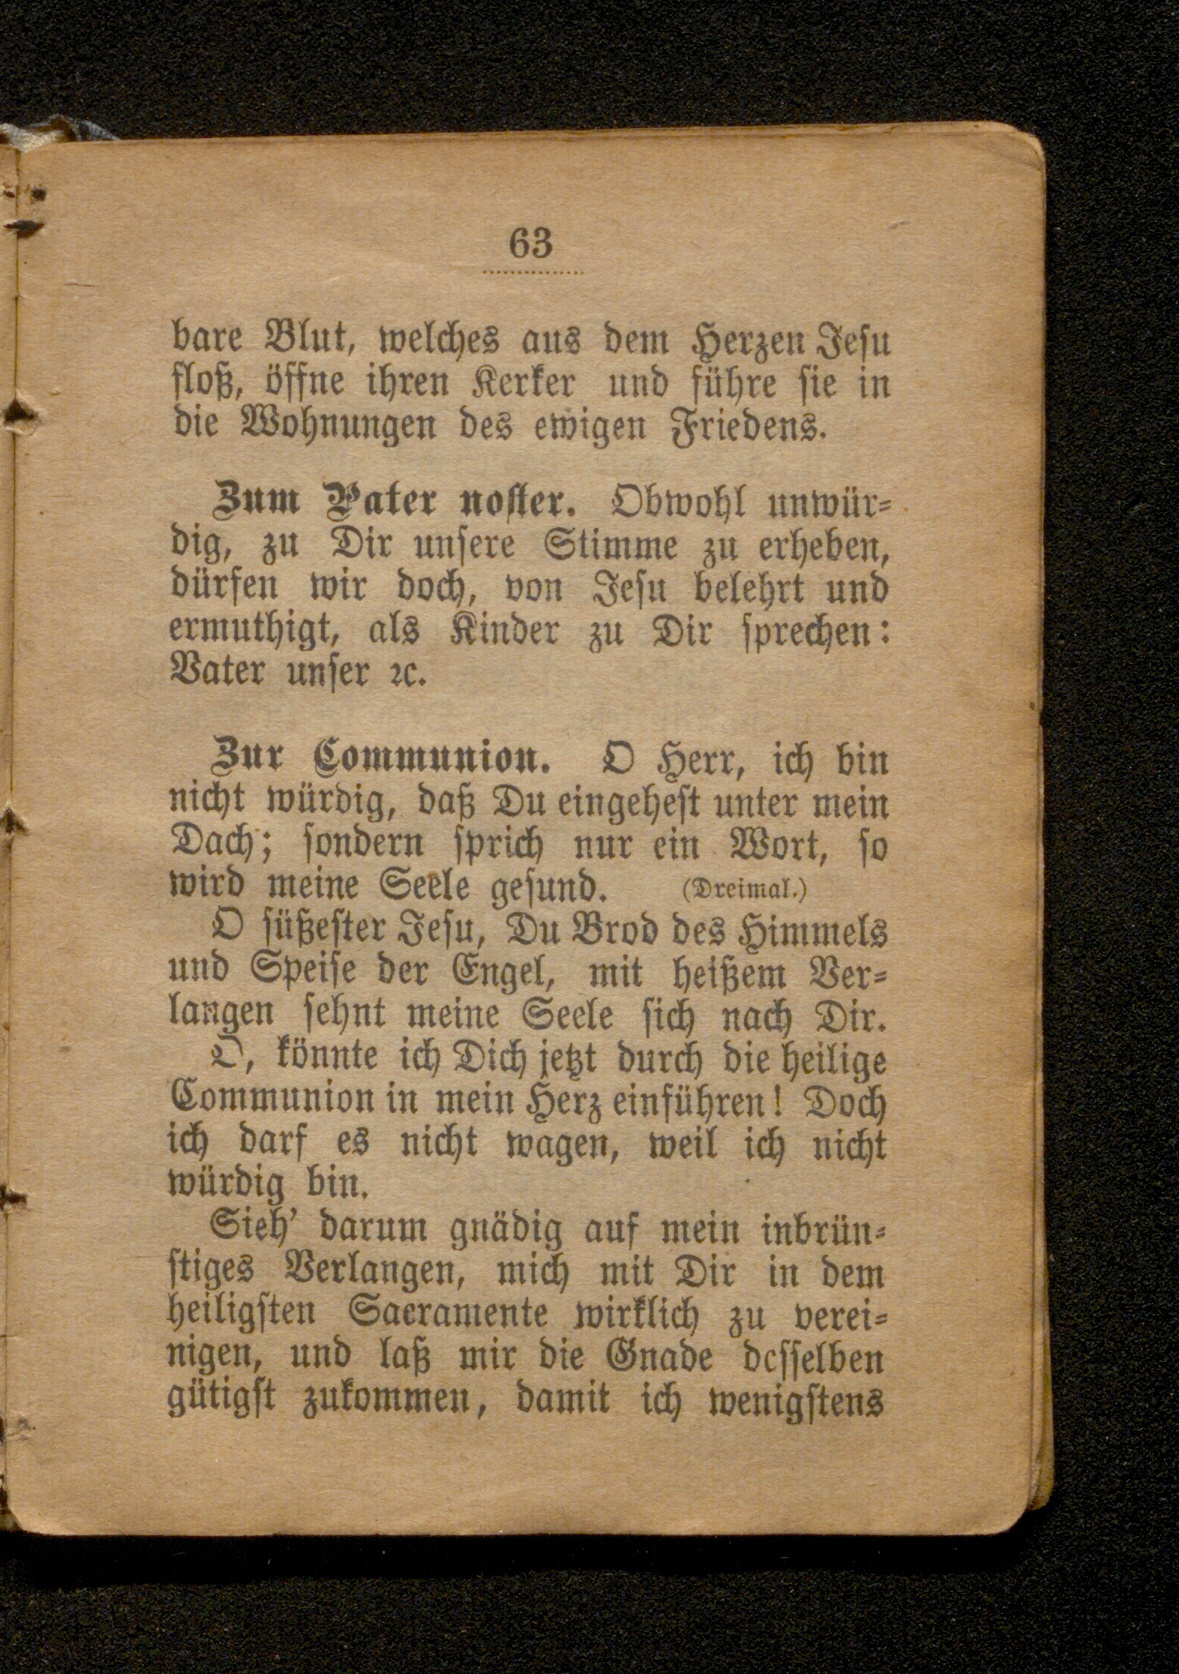 63
bare Blut, welches aus dem Herzen Jesu
floß, öffne ihren Kerker und führe sie in
die Wohnungen des ewigen Friedens.
Zum Pater noster. Obwohl unwür-
dig, zu Dir unsere Stimme zu erheben,
dürfen wir doch, von Jesu belehrt und
ermuthigt, als Kinder zu Dir sprechen:
Vater unser ꝛc.
Zur Communion. O Herr, ich bin
nicht würdig, daß Du eingehest unter mein
Dach; sondern sprich nur ein Wort, so
wird meine Seele gesund. (Dreimal.)
O süßester Jesu, Du Brod des Himmels
und Speise der Engel, mit heißem Ver-
langen sehnt meine Seele sich nach Dir.
O, könnte ich Dich jetzt durch die heilige
Communion in mein Herz einführen! Doch
ich darf es nicht wagen, weil ich nicht
würdig bin.
Sieh' darum gnädig auf mein inbrün-
stiges Verlangen, mich mit Dir in dem
heiligsten Sacramente wirklich zu verei-
nigen, und laß mir die Gnade desselben
gütigst zukommen, damit ich wenigstens